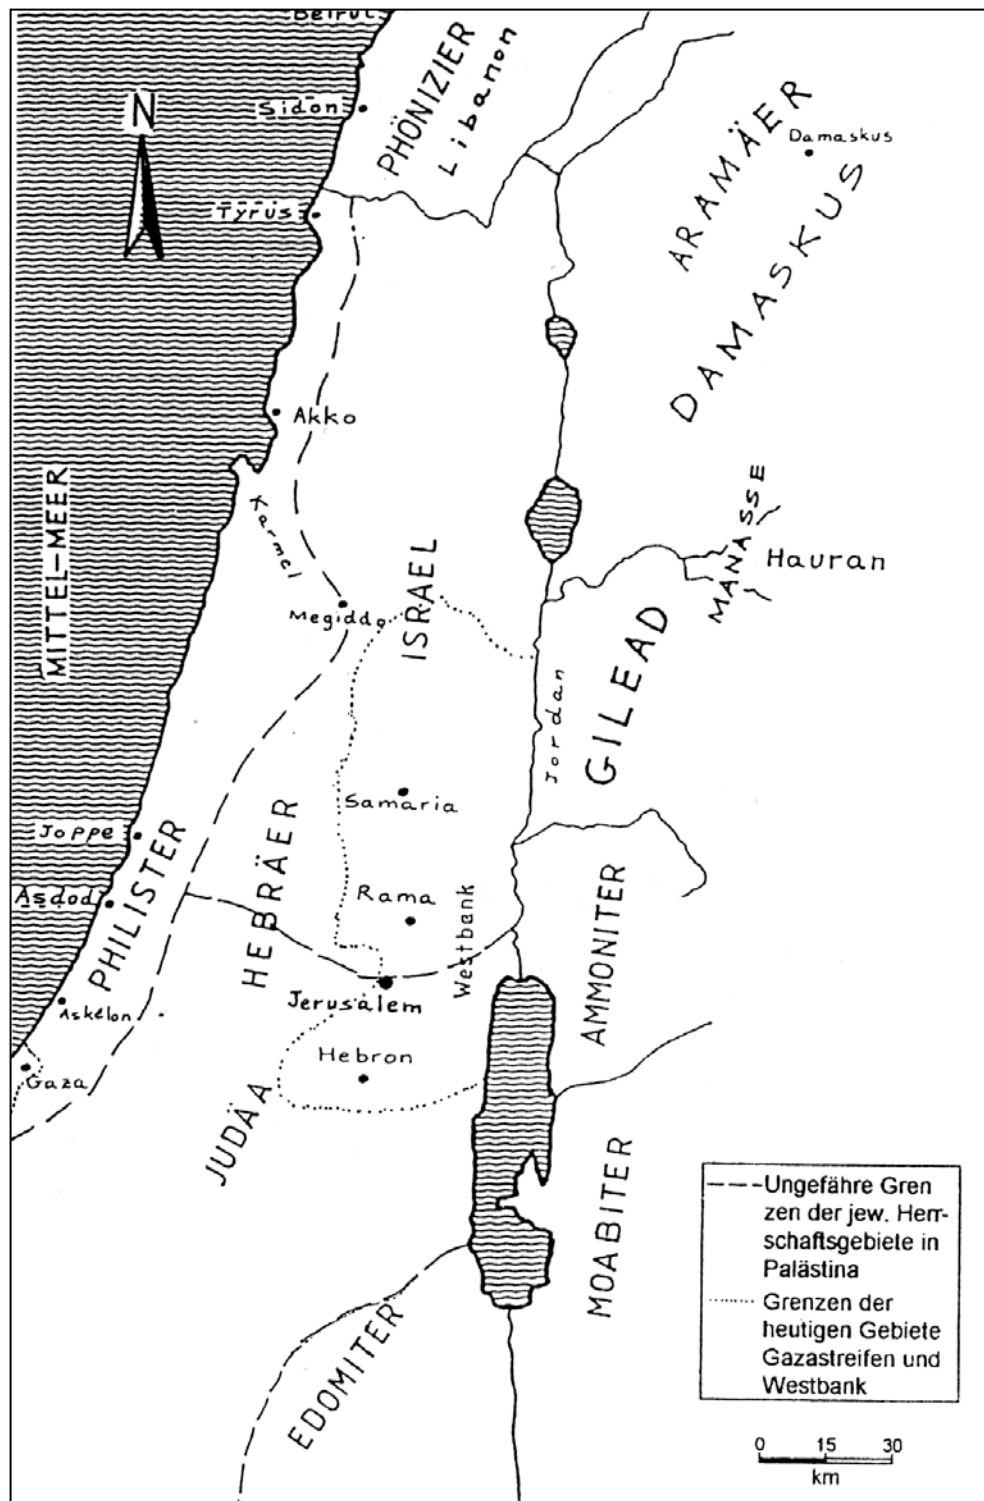 Beirut
Sidon
PHÖNIZIER
Libanon
N
Tyrus
ARAMÄER
Damaskus
DAMASKUS
Akko
MITTEL-MEER
Karmel
Megiddo
ISRAEL
MANASSE
Hauran
GILEAD
Jordan
Samaria
Joppe
PHILISTER
HEBRÄER
Rama
Westbank
Asdod
AMMONITER
Jerusalem
Askelon
Hebron
Gaza
JUDÄA
MOABITER
EDOMITER
Ungefähre Gren
zen der jew. Herr-
schaftsgebiete in
Palästina
Grenzen der
heutigen Gebiete
Gazastreifen und
Westbank
0 15 30
km